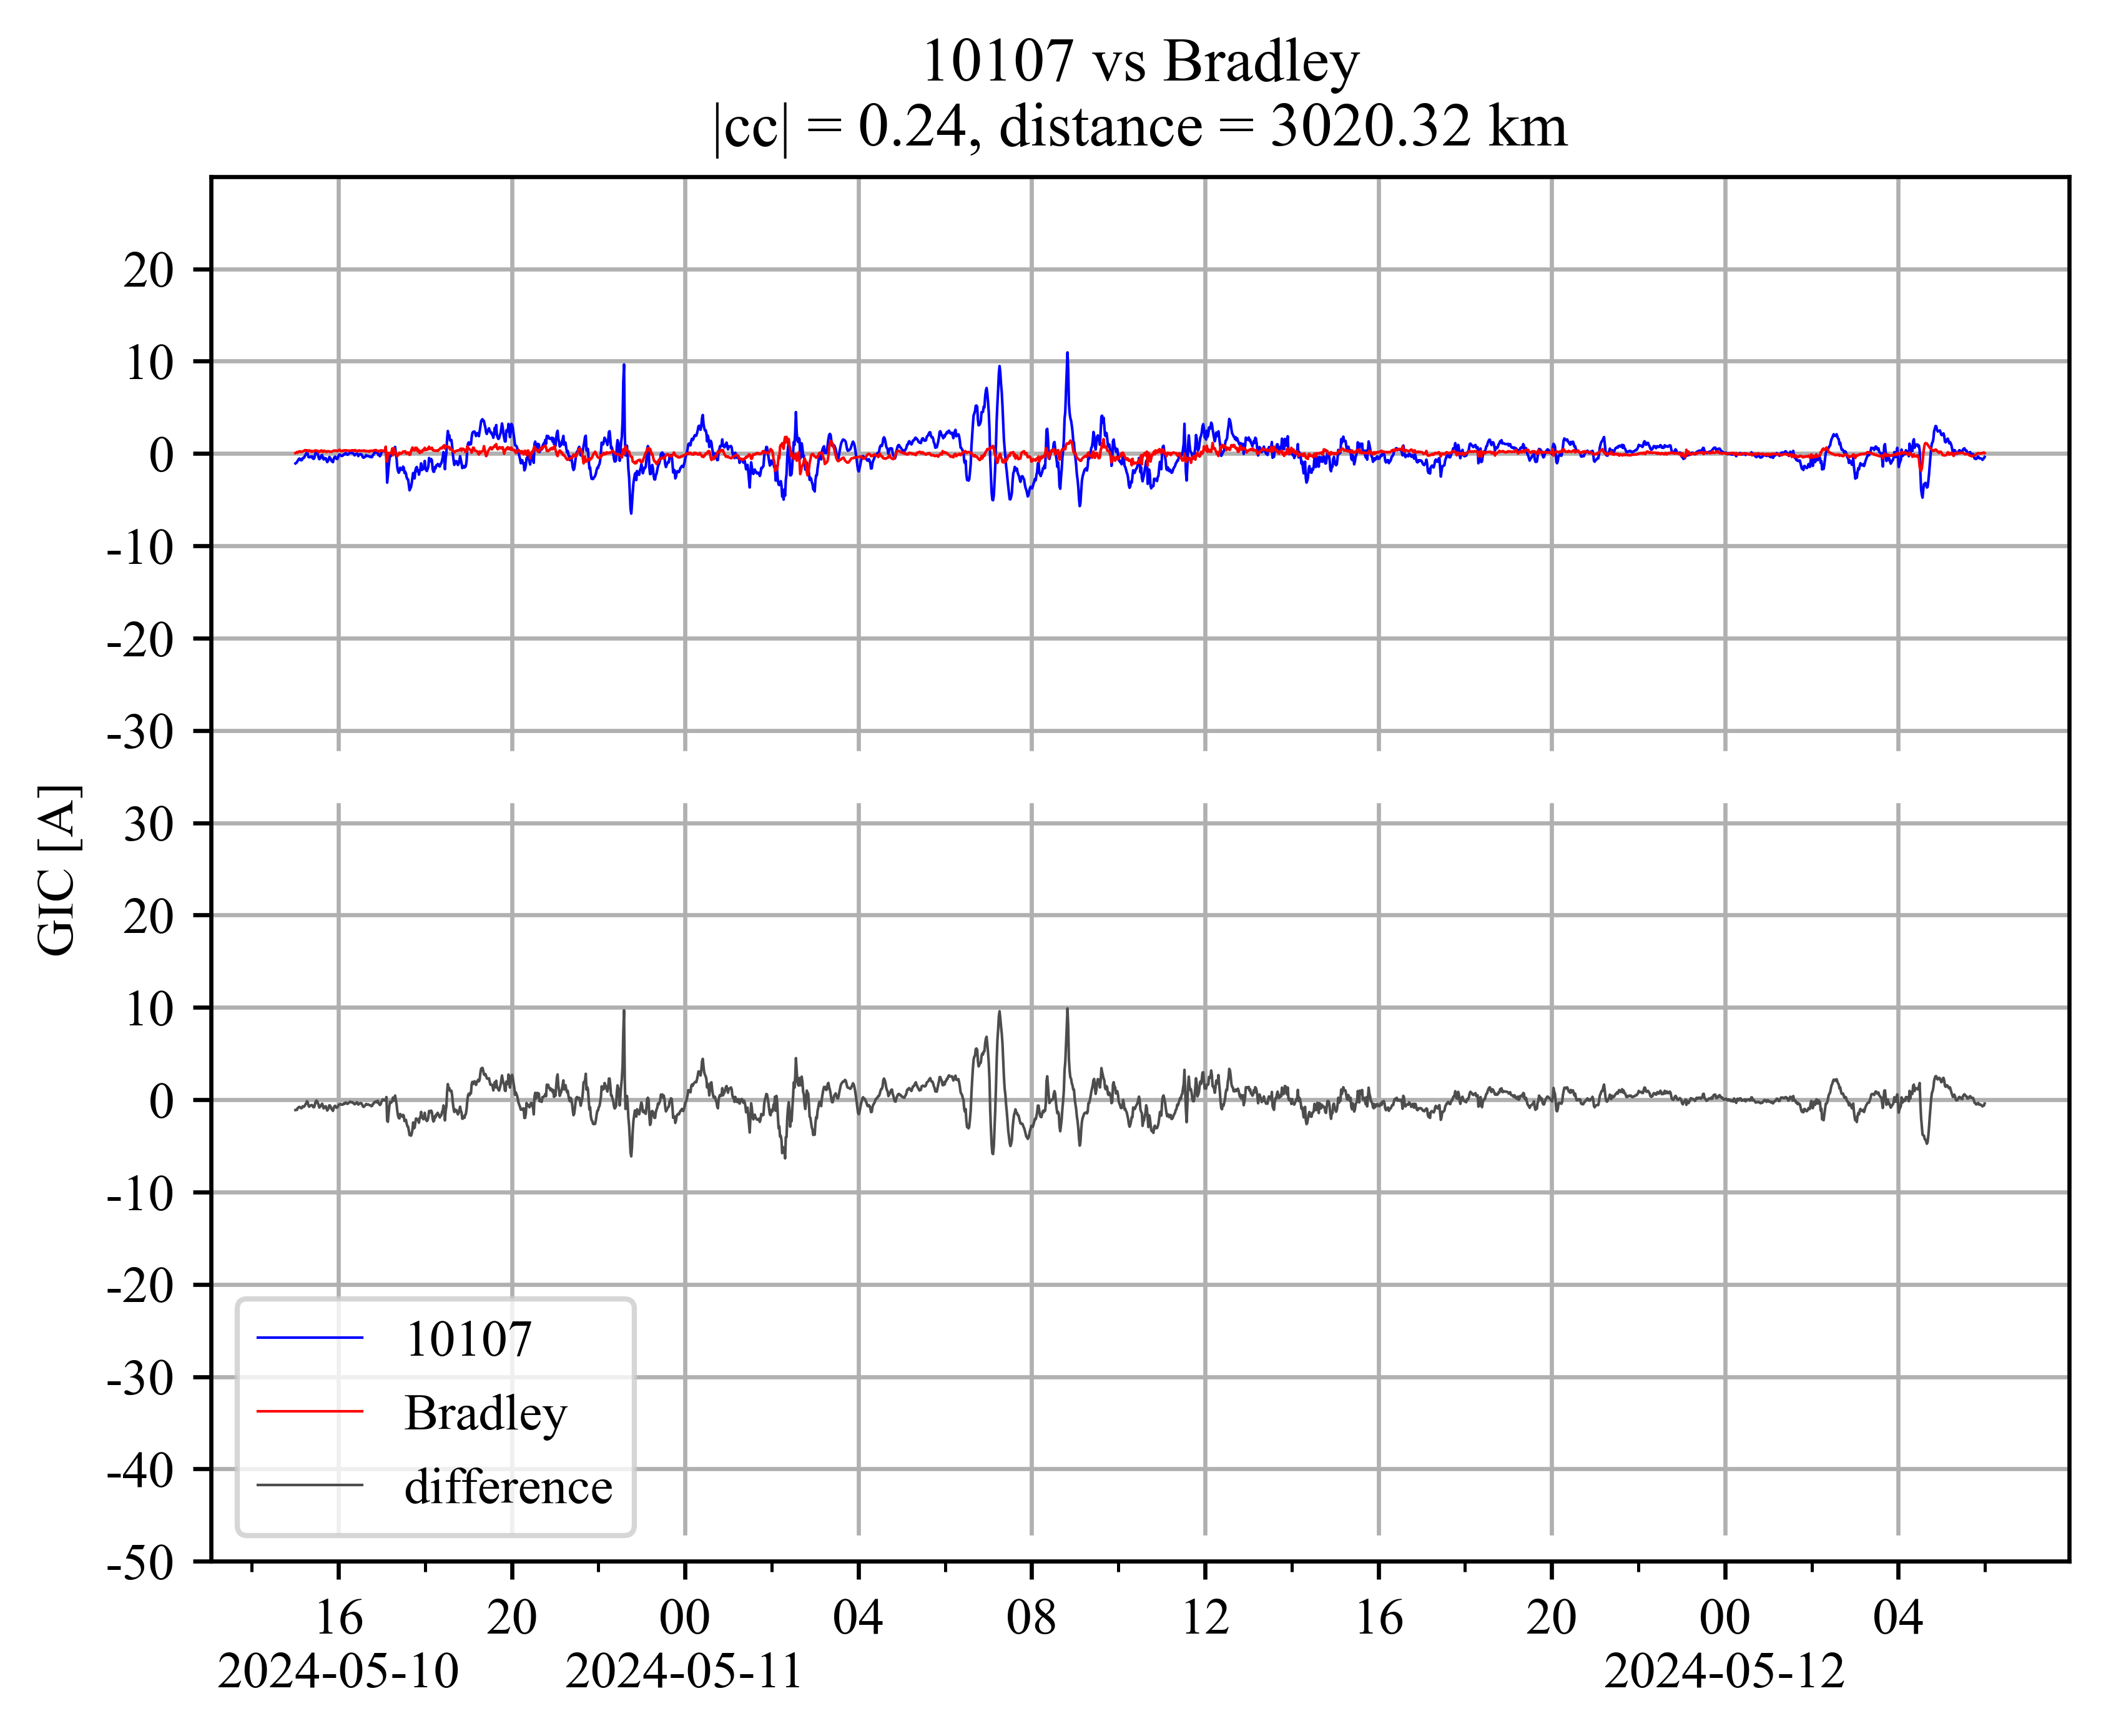 10107 vs Bradley
|cc| = 0.24, distance = 3020.32 km
20
10
0
-10
-20
-30
GIC [A]
30
20
10
0
-10
-20
-30
-40
-50
10107
Bradley
difference
16 20 00 04 08 12 16 20 00 04
2024-05-10 2024-05-11 2024-05-12